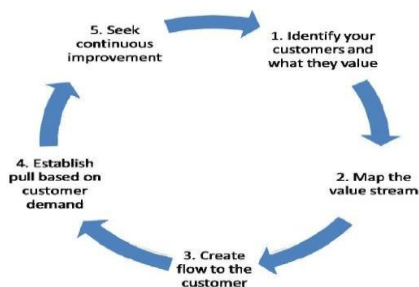 1. Identify your
customers and
what they value
2. Map the
value stream
3. Create
flow to the
customer
4. Establish
pull based on
customer
demand
5. Seek
continuous
improvement